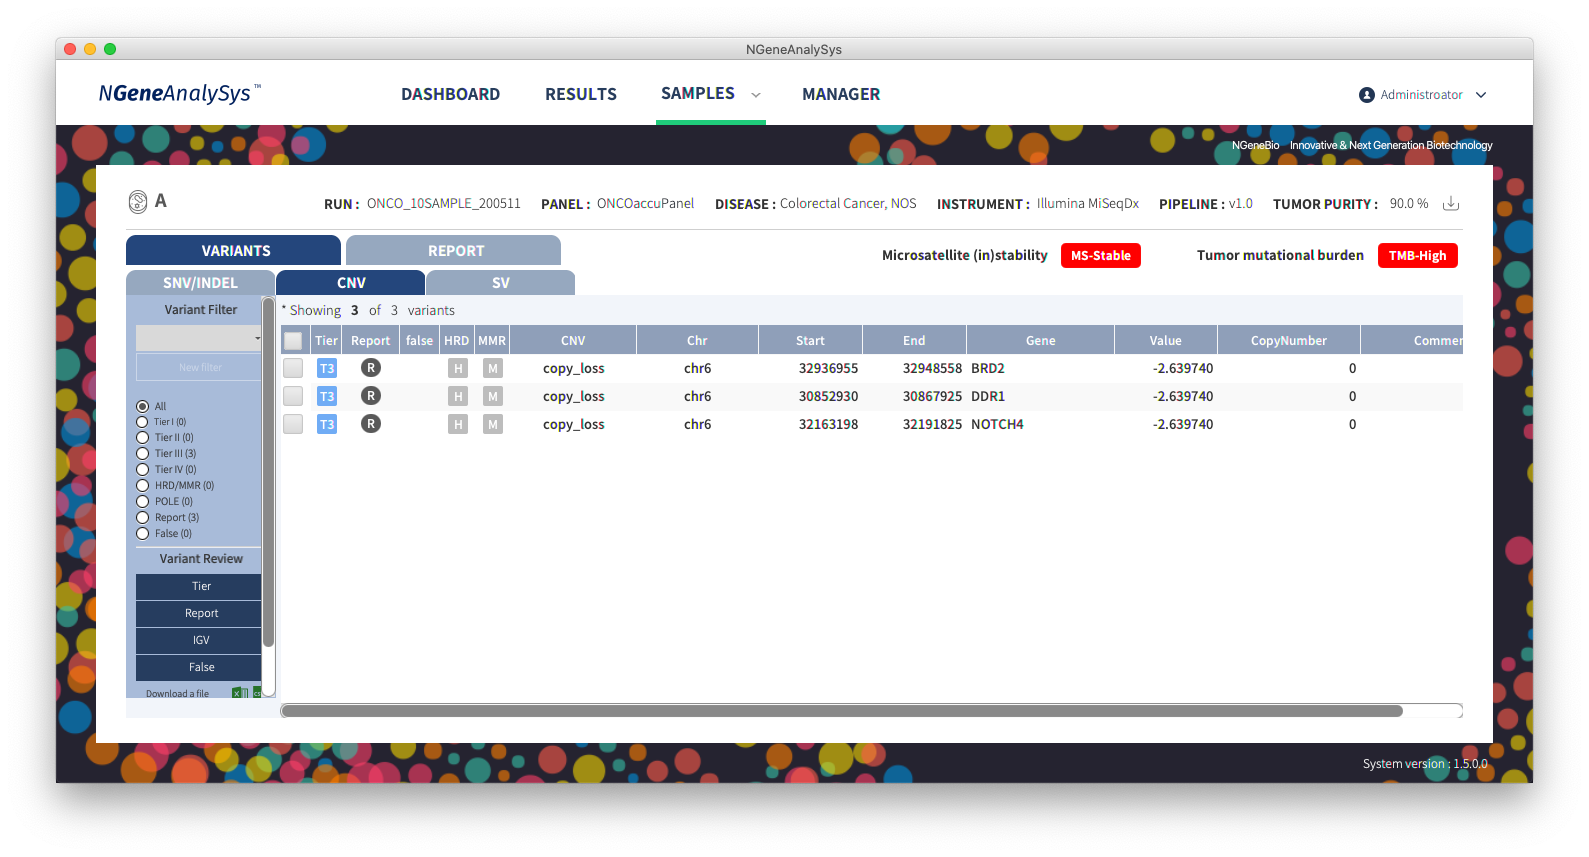 NGeneAnalySys
NGeneAnalySys™ DASHBOARD RESULTS SAMPLES MANAGER Administroator
NGeneBio Innovative & Next Generation Biotechnology
A RUN : ONCO_10SAMPLE_200511 PANEL : ONCOaccuPanel DISEASE : Colorectal Cancer, NOS INSTRUMENT : Illumina MiSeqDx PIPELINE : v1.0 TUMOR PURITY : 90.0 %
VARIANTS REPORT Microsatellite (in)stability MS-Stable Tumor mutational burden TMB-High
SNV/INDEL CNV SV
Variant Filter
New filter
All
Tier I (0)
Tier II (0)
Tier III (3)
Tier IV (0)
HRD/MMR (0)
POLE (0)
Report (3)
False (0)
Variant Review
Tier
Report
IGV
False
Download a file
* Showing 3 of 3 variants
Tier Report false HRD MMR CNV Chr Start End Gene Value CopyNumber Commer
T3 R H M copy_loss chr6 32936955 32948558 BRD2 -2.639740 0
T3 R H M copy_loss chr6 30852930 30867925 DDR1 -2.639740 0
T3 R H M copy_loss chr6 32163198 32191825 NOTCH4 -2.639740 0
System version : 1.5.0.0